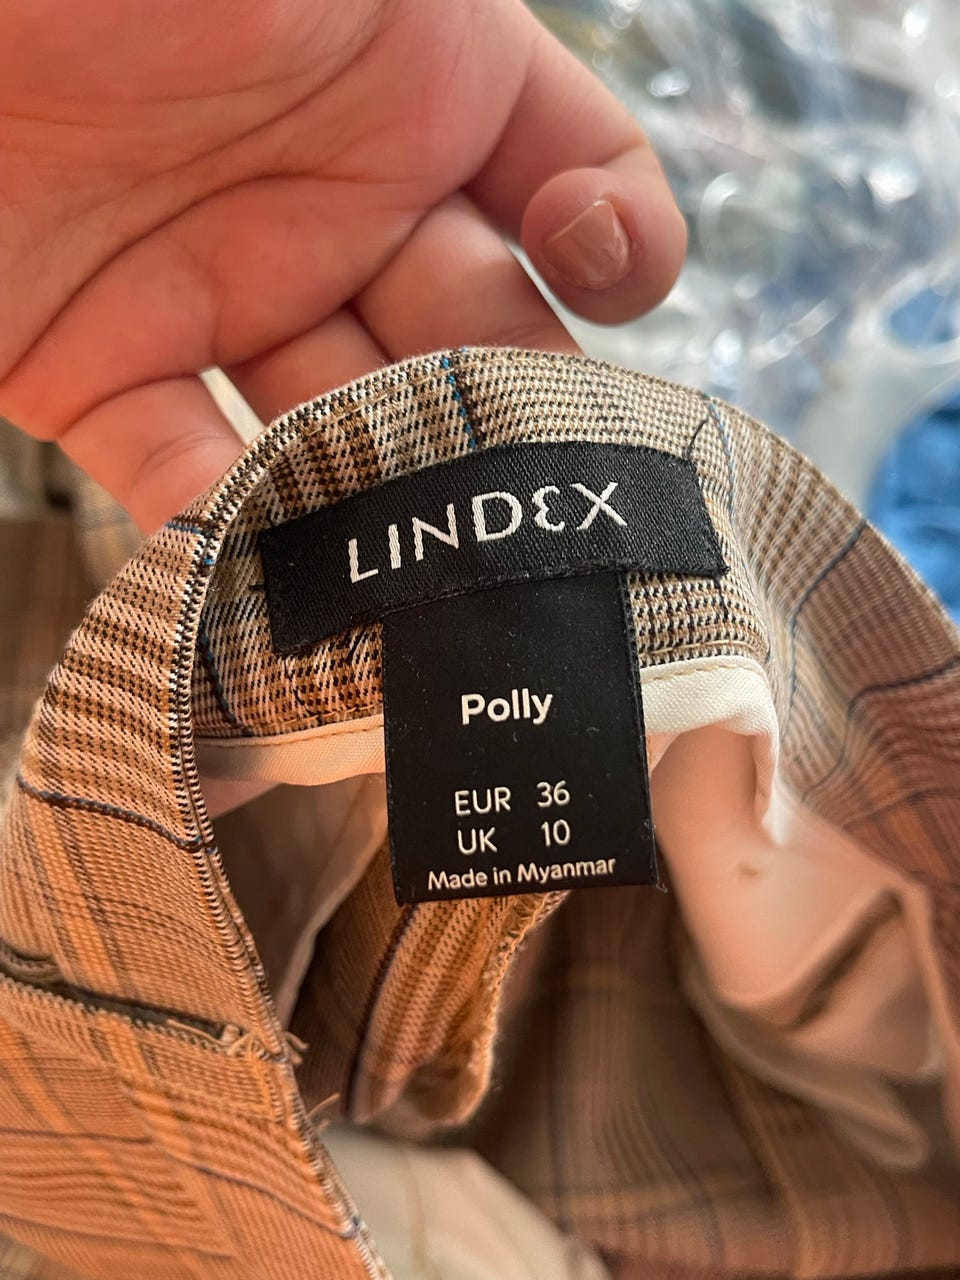 LINDEX
Polly
EUR 36
UK 10
Made in Myanmar